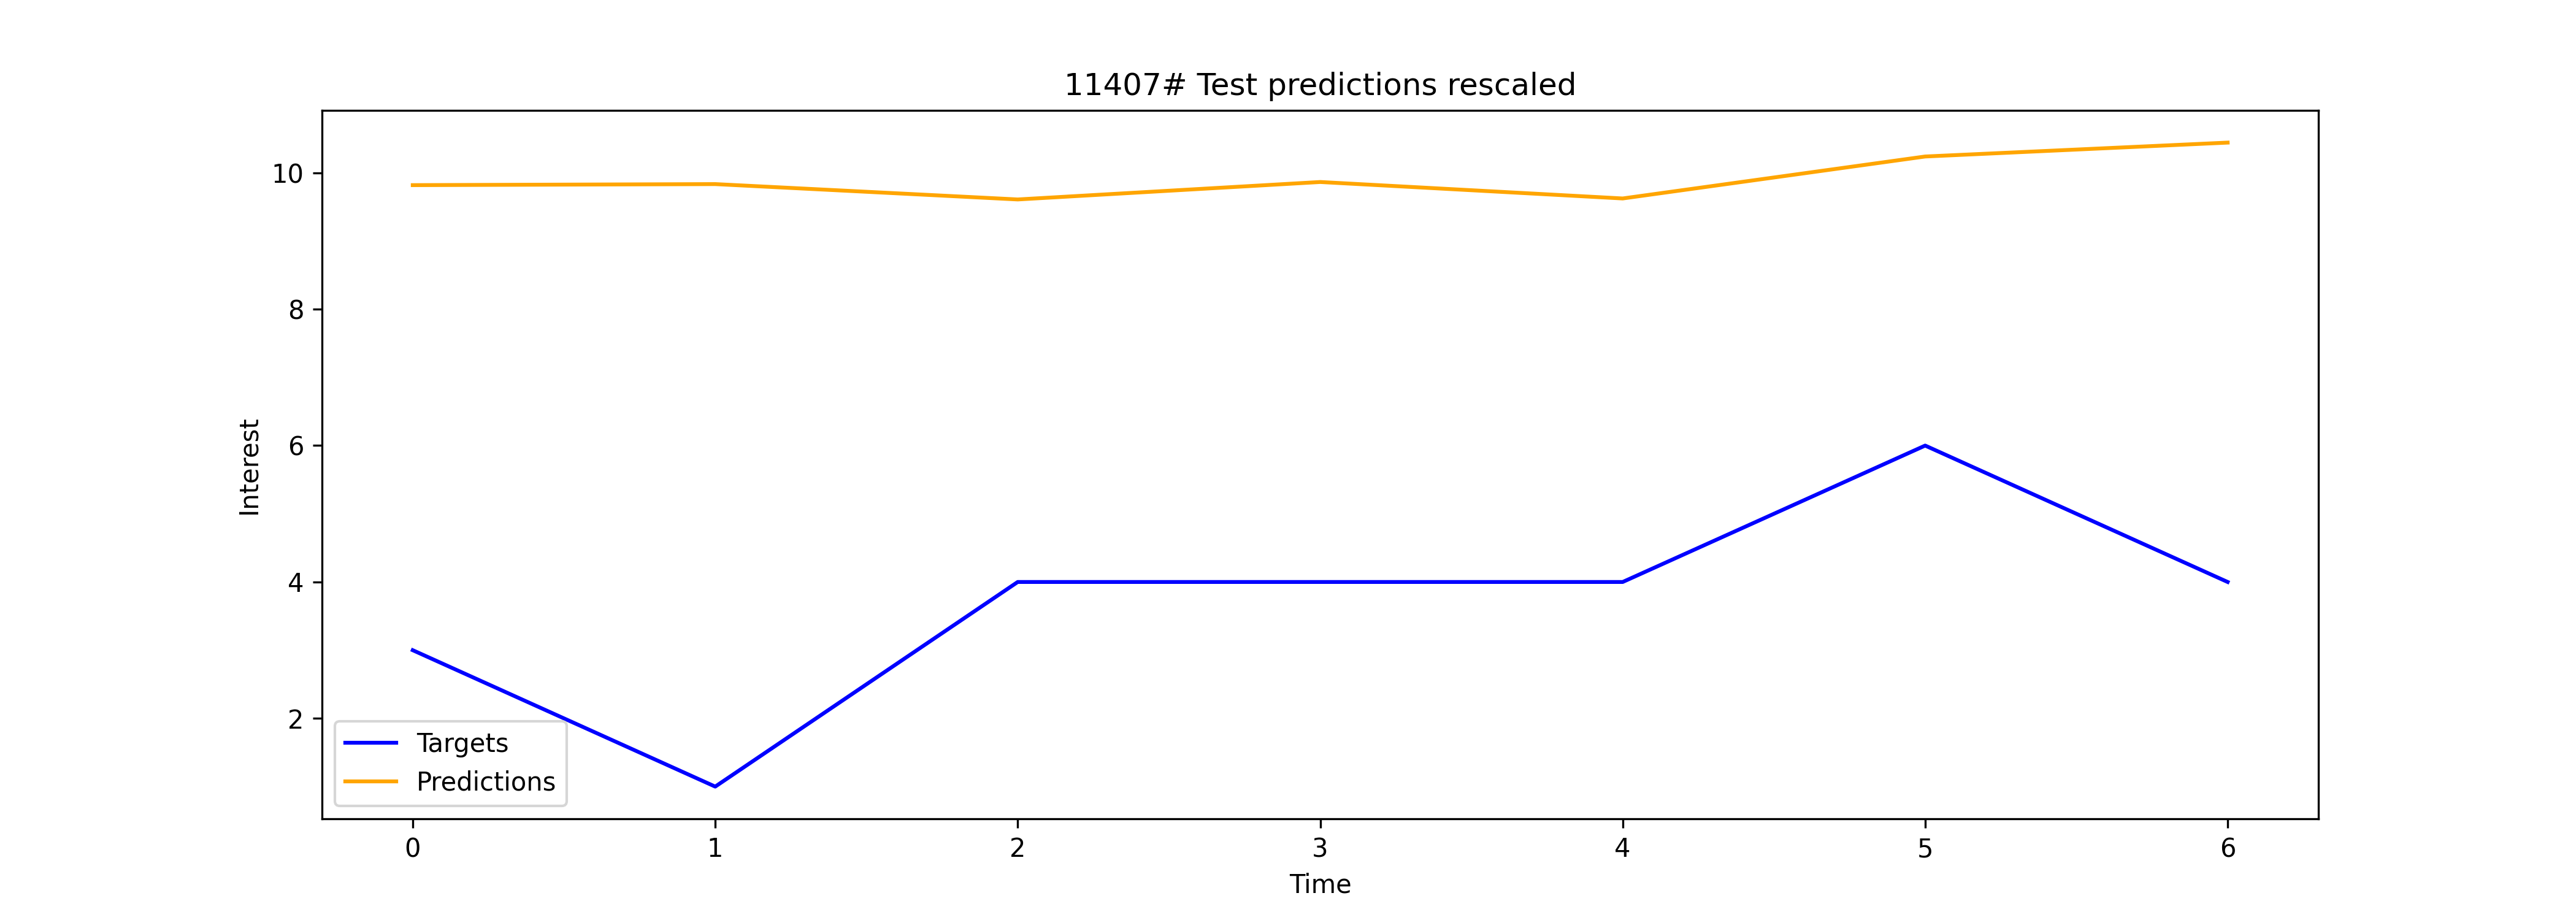 11407# Test predictions rescaled
10
8
6
4
2
Interest
Targets
Predictions
0 1 2 3 4 5 6
Time